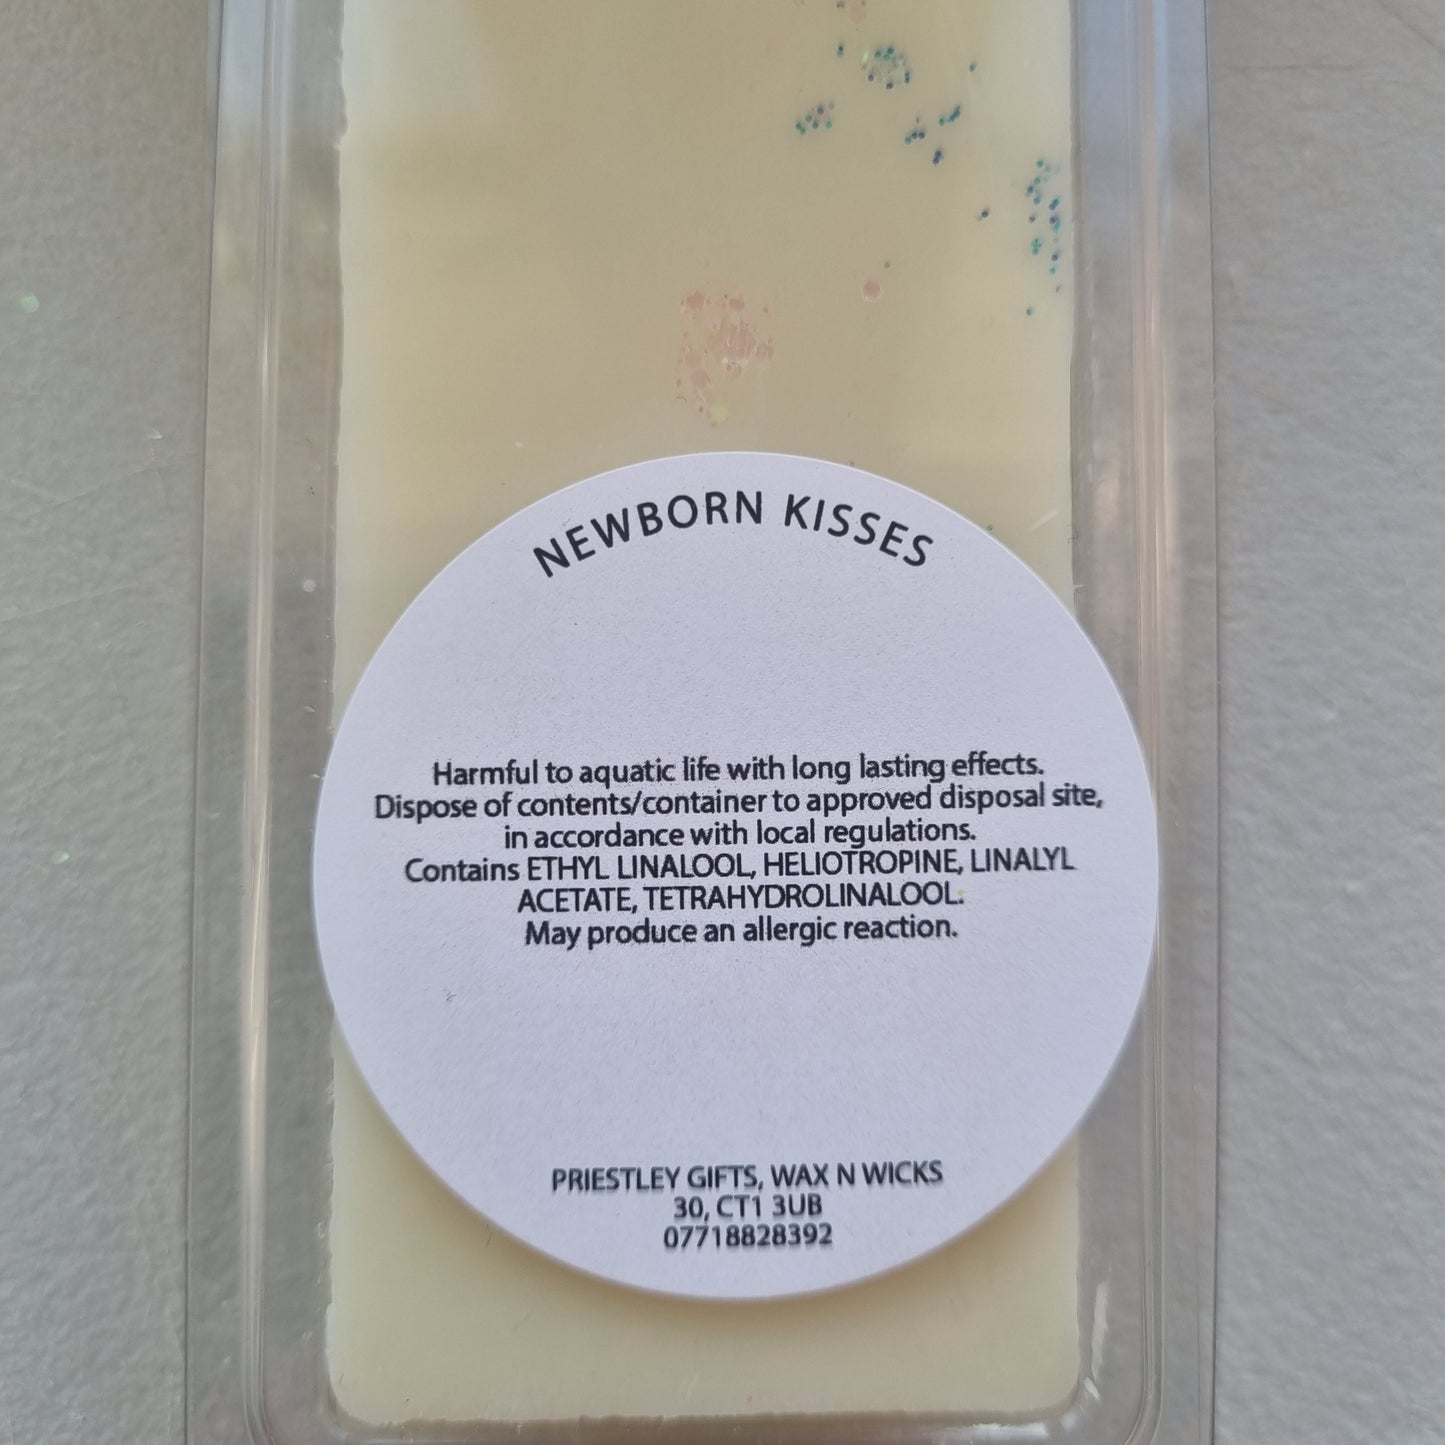 NEWBORN KISSES
Harmful to aquatic life with long lasting effects.
Dispose of contents/container to approved disposal site,
in accordance with local regulations.
Contains ETHYL LINALOOL, HELIOTROPINE, LINALYL
ACETATE, TETRAHYDROLINALOOL.
May produce an allergic reaction.
PRIESTLEY GIFTS, WAX N WICKS
30, CT1 3UB
07718828392